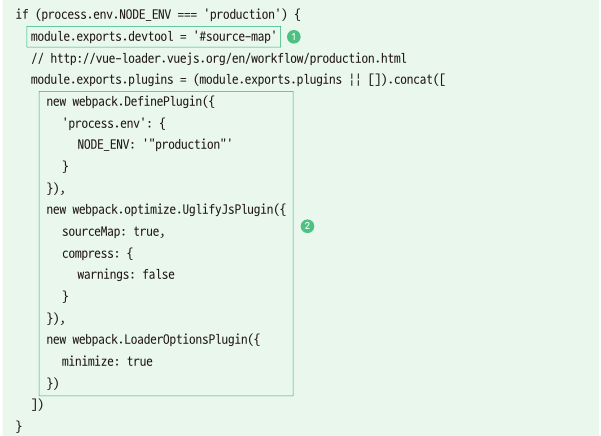 if (process.env.NODE_ENV === 'production') {
  module.exports.devtool = '#source-map' 1
  // http://vue-loader.vuejs.org/en/workflow/production.html
  module.exports.plugins = (module.exports.plugins || []).concat([
    new webpack.DefinePlugin({
      'process.env': {
        NODE_ENV: '"production"'
      }
    }),
    new webpack.optimize.UglifyJsPlugin({
      sourceMap: true, 2
      compress: {
        warnings: false
      }
    }),
    new webpack.LoaderOptionsPlugin({
      minimize: true
    })
  ])
}